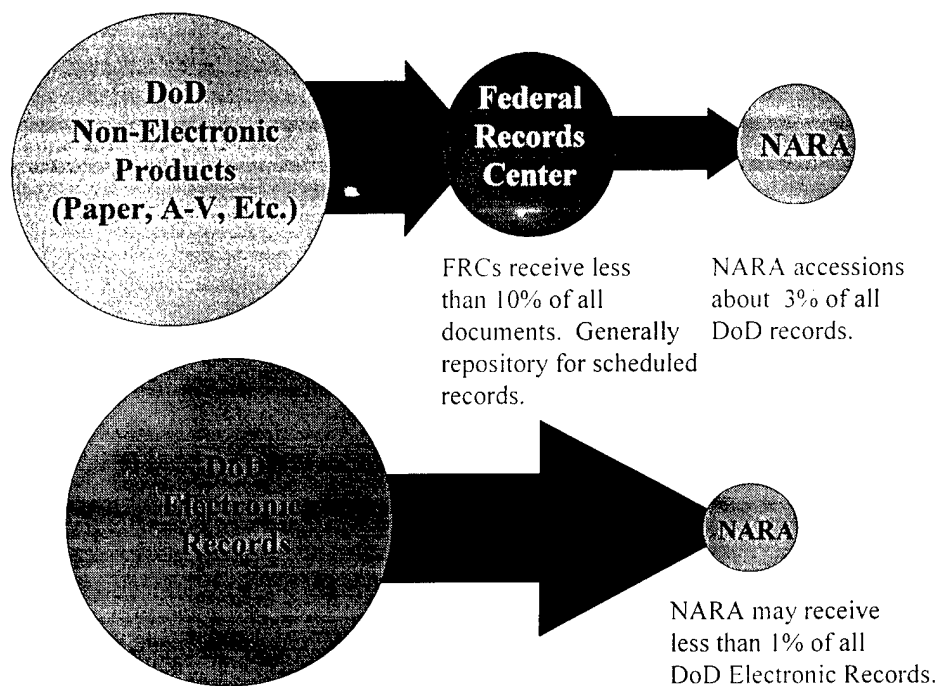 DoD
Non-Electronic
Products
(Paper, A-V, Etc.)
Federal
Records
Center
NARA
FRCs receive less
than 10% of all
documents. Generally
repository for scheduled
records.
NARA accessions
about 3% of all
DoD records.
DoD
Electronic
Records
NARA
NARA may receive
less than 1% of all
DoD Electronic Records.